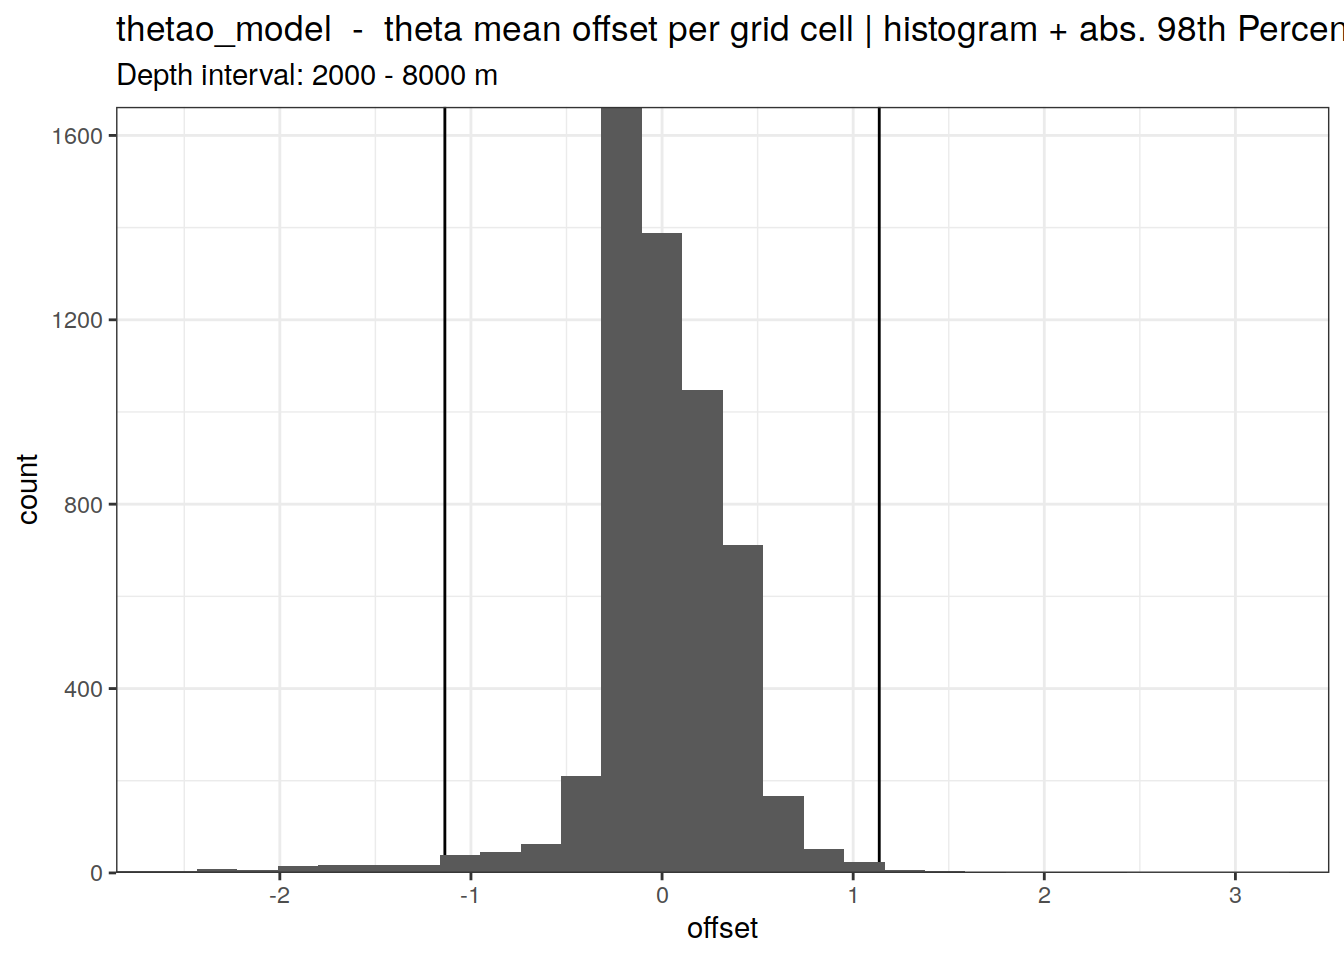 thetao_model - theta mean offset per grid cell | histogram + abs. 98th Percen
Depth interval: 2000 - 8000 m
1600
1200
800
400
0
count
-2 -1 0 1 2 3
offset